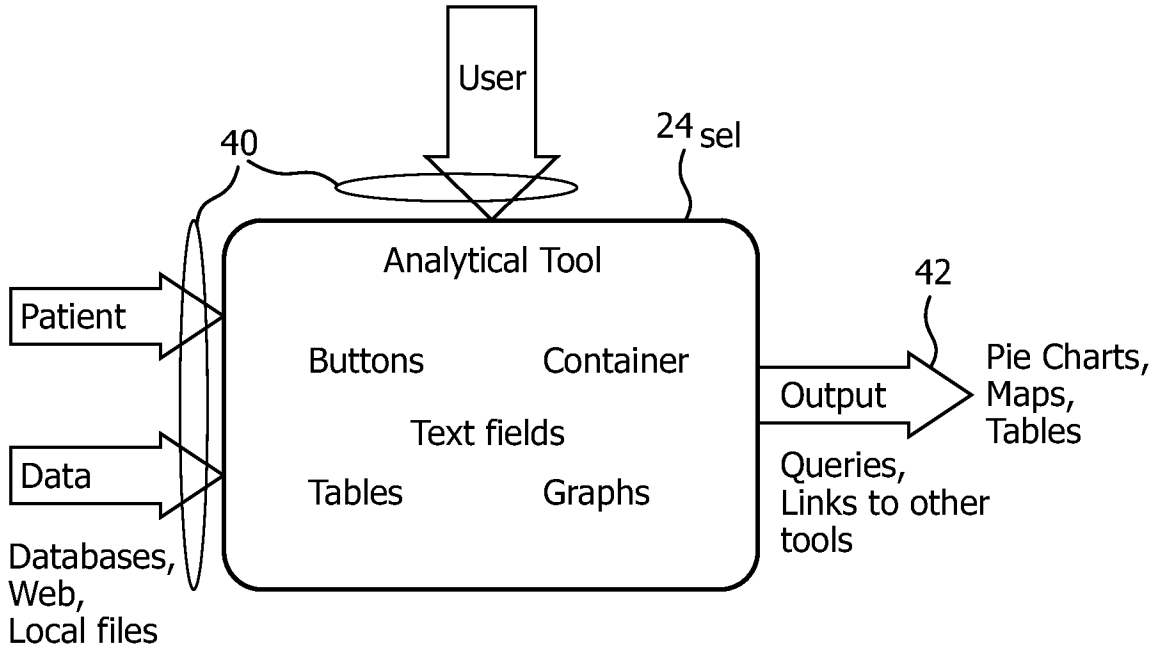 User
24 sel
40
Analytical Tool
42
Patient
Buttons Container
Pie Charts,
Maps,
Tables
Output
Text fields
Data
Tables Graphs
Queries,
Links to other
tools
Databases,
Web,
Local files